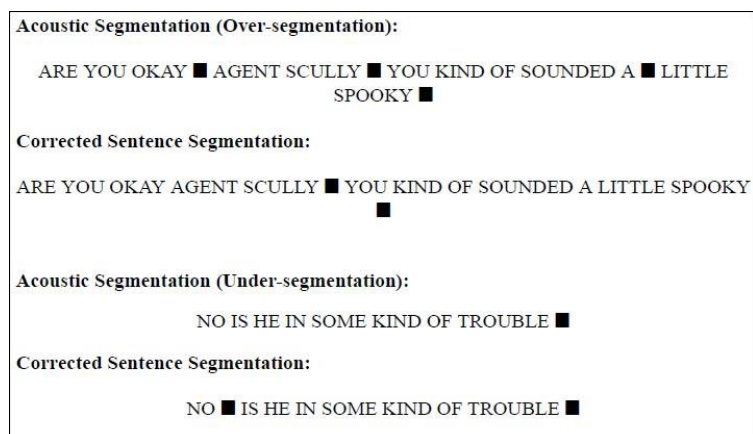 Acoustic Segmentation (Over-segmentation):
ARE YOU OKAY ■ AGENT SCULLY ■ YOU KIND OF SOUNDED A ■ LITTLE
SPOOKY ■
Corrected Sentence Segmentation:
ARE YOU OKAY AGENT SCULLY ■ YOU KIND OF SOUNDED A LITTLE SPOOKY
■
Acoustic Segmentation (Under-segmentation):
NO IS HE IN SOME KIND OF TROUBLE ■
Corrected Sentence Segmentation:
NO ■ IS HE IN SOME KIND OF TROUBLE ■